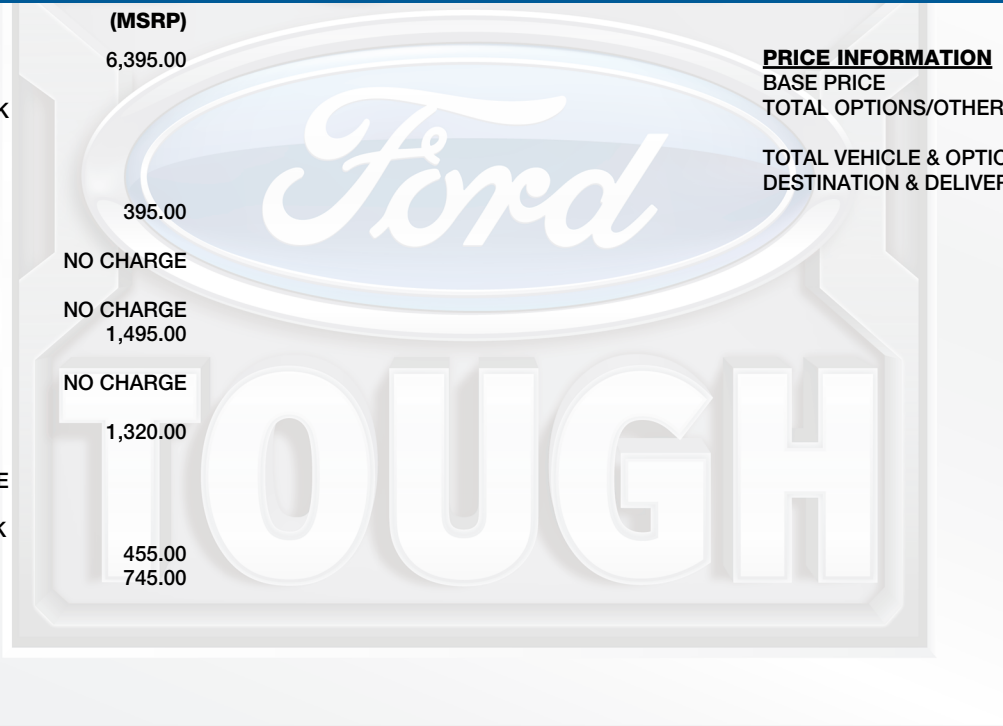 (MSRP)
6,395.00
K
395.00
NO CHARGE
NO CHARGE
1,495.00
NO CHARGE
1,320.00
E
K
455.00
745.00
Ford
TOUGH
PRICE INFORMATION
BASE PRICE
TOTAL OPTIONS/OTHER
TOTAL VEHICLE & OPTIO
DESTINATION & DELIVER